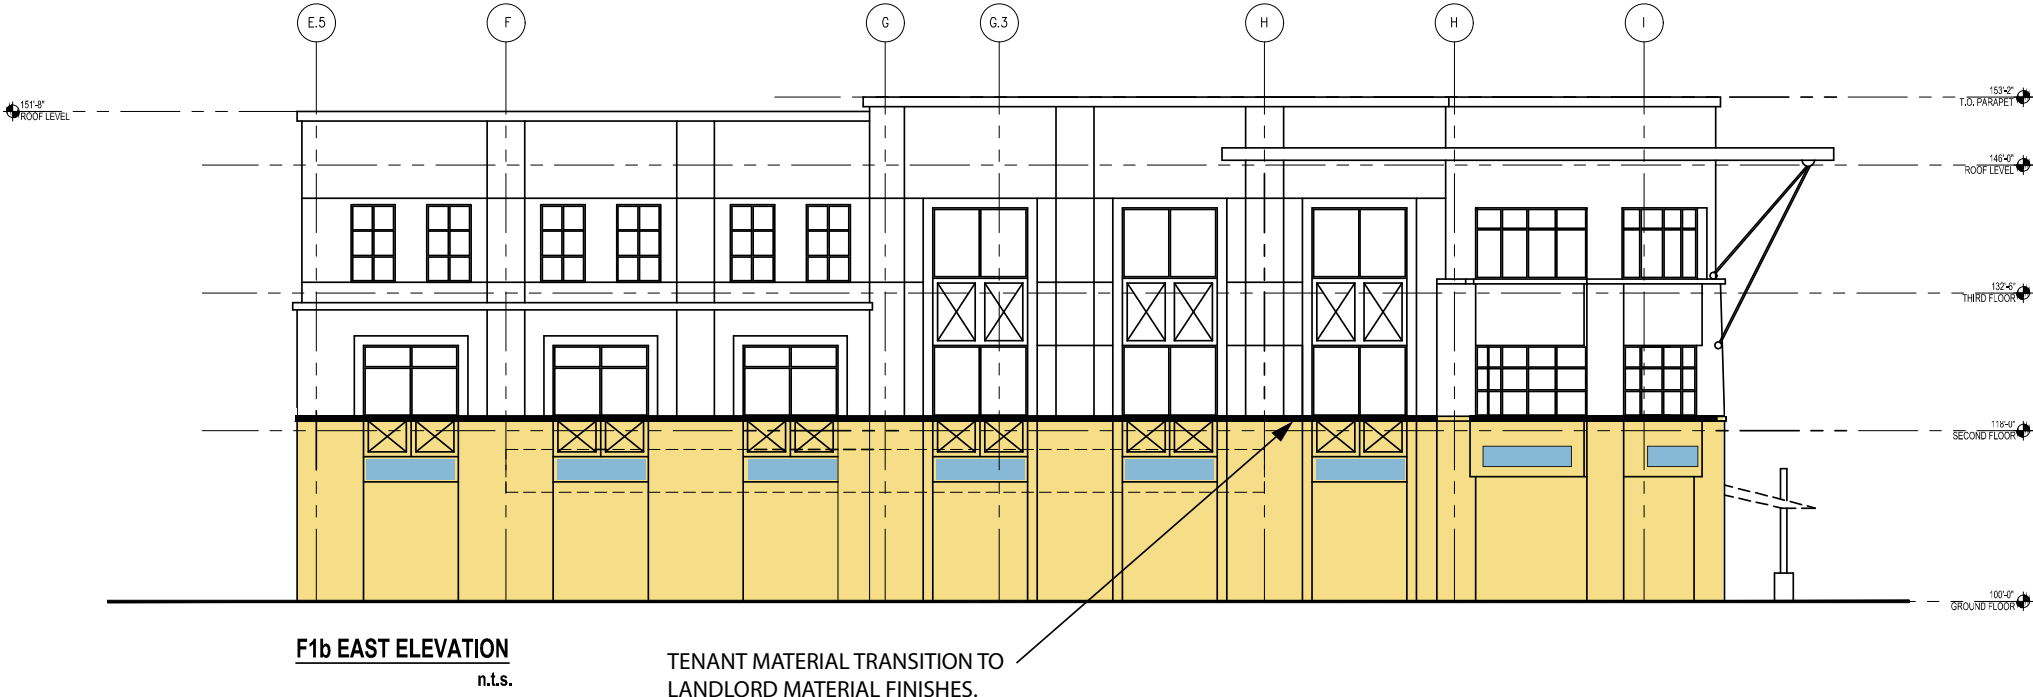 E.5
F
G
G.3
H
H
I
151'-8"
ROOF LEVEL
153'-2"
T.O. PARAPET
146'-0"
ROOF LEVEL
132'-6"
THIRD FLOOR
118'-0"
SECOND FLOOR
100'-0"
GROUND FLOOR
F1b EAST ELEVATION
n.t.s.
TENANT MATERIAL TRANSITION TO
LANDLORD MATERIAL FINISHES.